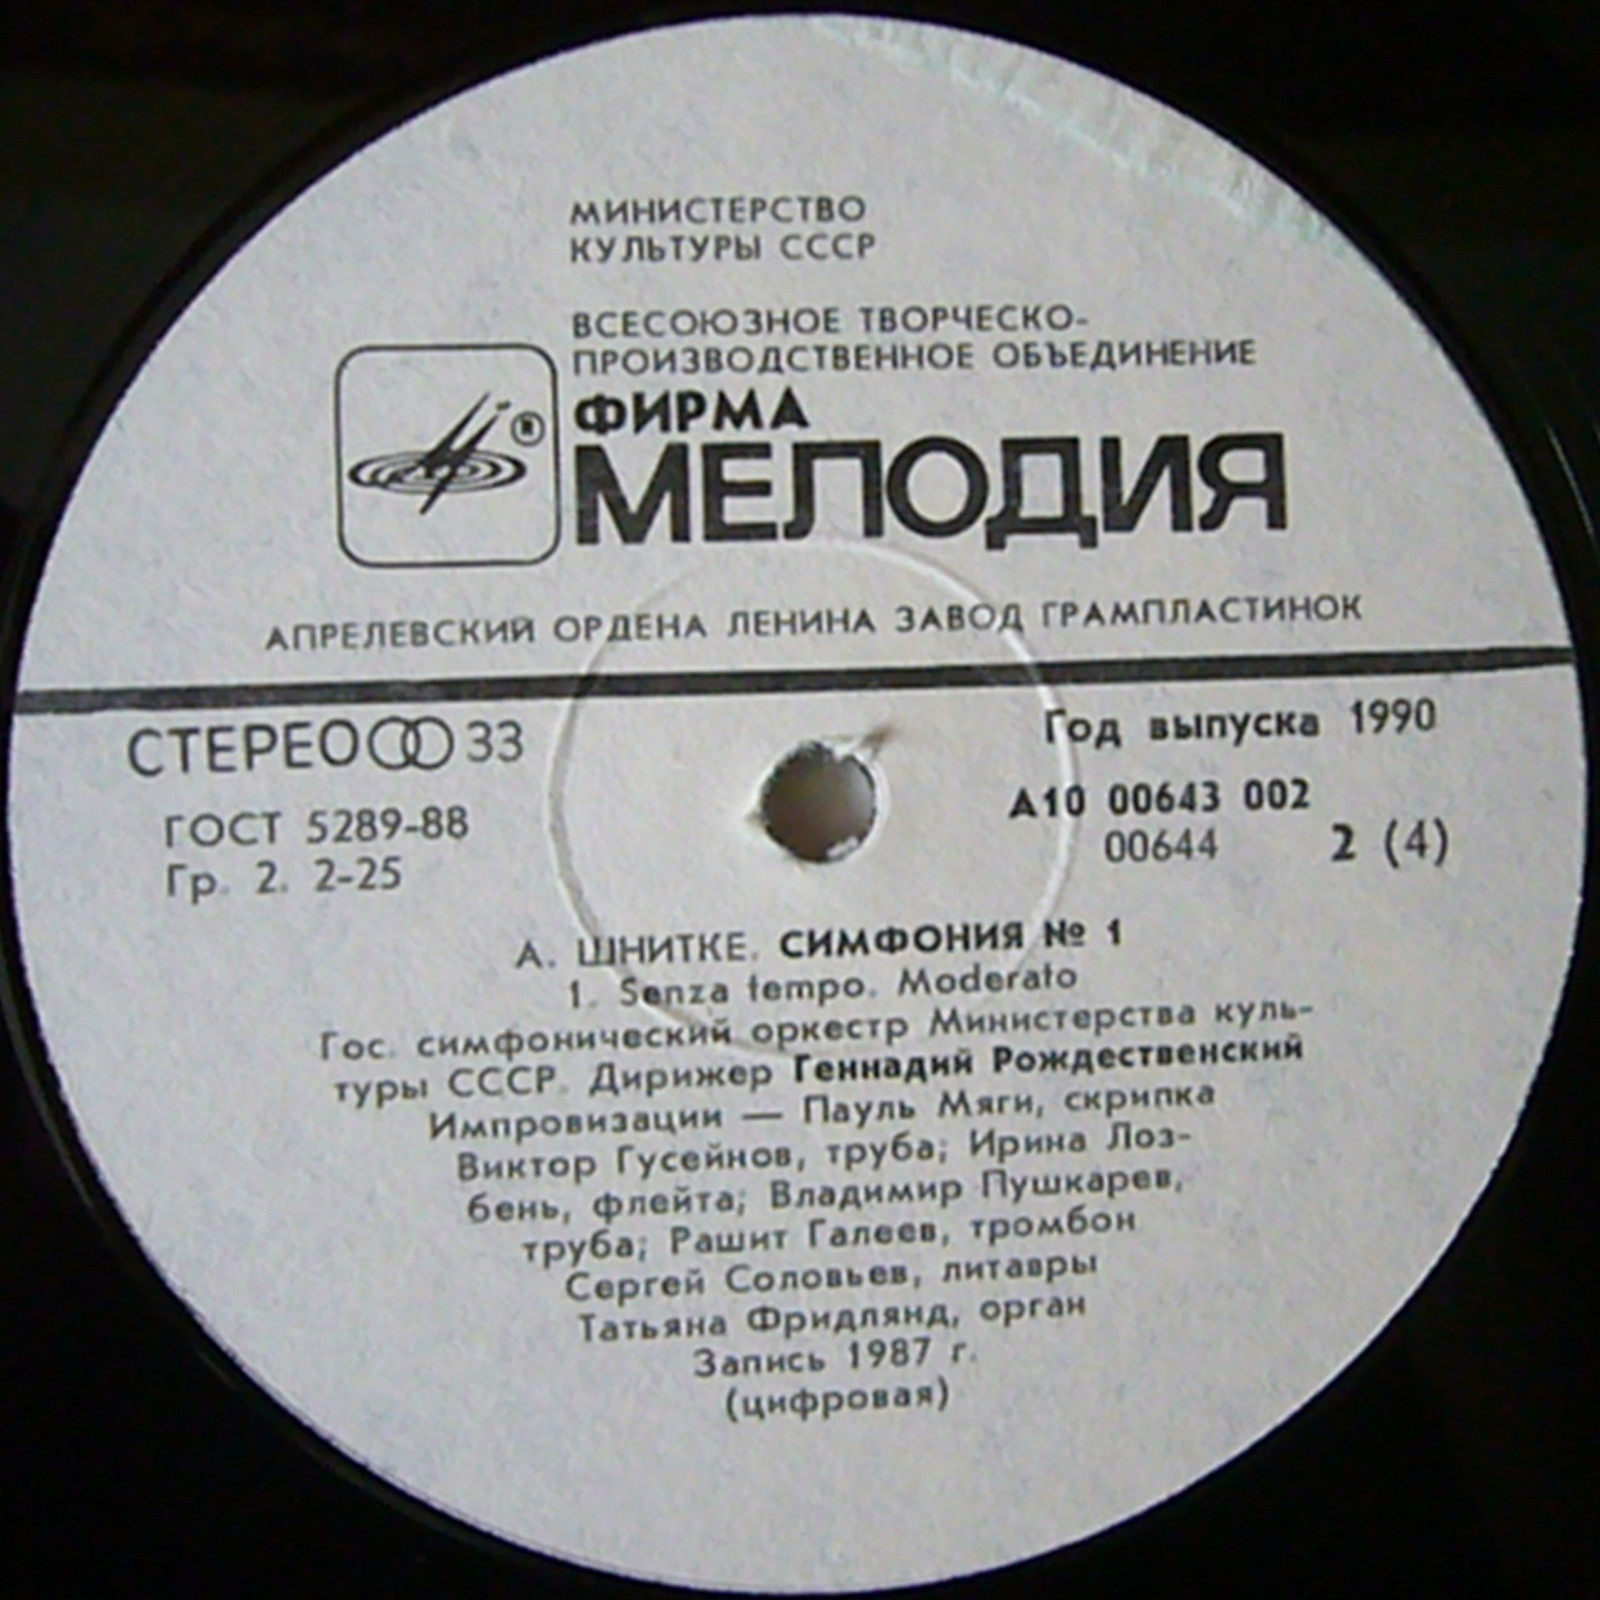 МИНИСТЕРСТВО
КУЛЬТУРЫ СССР
ВСЕСОЮЗНОЕ ТВОРЧЕСКО-
ПРОИЗВОДСТВЕННОЕ ОБЪЕДИНЕНИЕ
ФИРМА
®
МЕЛОДИЯ
АПРЕЛЕВСКИЙ ОРДЕНА ЛЕНИНА ЗАВОД ГРАМПЛАСТИНОК
СТЕРЕО 33
Год выпуска 1990
ГОСТ 5289-88
А10 00643 002
Гр. 2. 2-25
00644 2 (4)
А. ШНИТКЕ. СИМФОНИЯ № 1
1. Senza tempo. Moderato
Гос. симфонический оркестр Министерства куль-
туры СССР. Дирижер Геннадий Рождественский
Импровизации — Пауль Мяги, скрипка
Виктор Гусейнов, труба; Ирина Лоз-
бень, флейта; Владимир Пушкарев,
труба; Рашит Галеев, тромбон
Сергей Соловьев, литавры
Татьяна Фридлянд, орган
Запись 1987 г.
(цифровая)